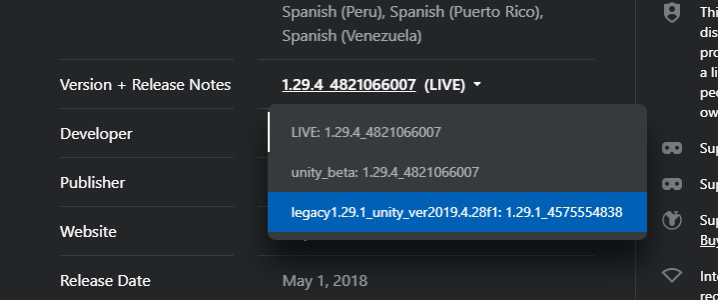 Spanish (Peru), Spanish (Puerto Rico),
Spanish (Venezuela)
Version + Release Notes
1.29.4_4821066007 (LIVE)
LIVE: 1.29.4_4821066007
unity_beta: 1.29.4_4821066007
legacy1.29.1_unity_ver2019.4.28f1: 1.29.1_4575554838
Developer
Publisher
Website
Release Date
May 1, 2018
Thi
dis
pro
a li
pe
ow
Sup
Sup
Sup
Buy
Inte